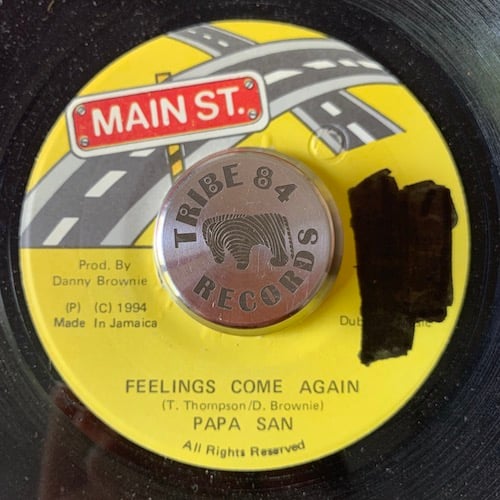 MAIN ST.
TRIBE 84
RECORDS
Prod. By
Danny Brownie
(P) (C) 1994
Made In Jamaica
FEELINGS COME AGAIN
(T. Thompson/D. Brownie)
PAPA SAN
All Rights Reserved